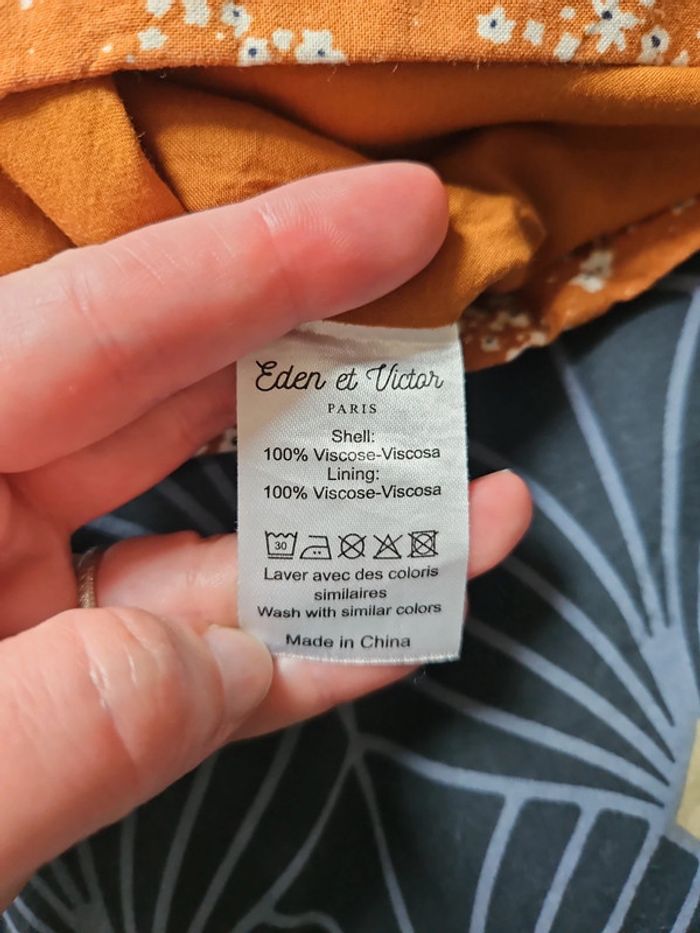 Eden et Victor
PARIS
Shell:
100% Viscose-Viscosa
Lining:
100% Viscose-Viscosa
30
Laver avec des coloris
similaires
Wash with similar colors
Made in China